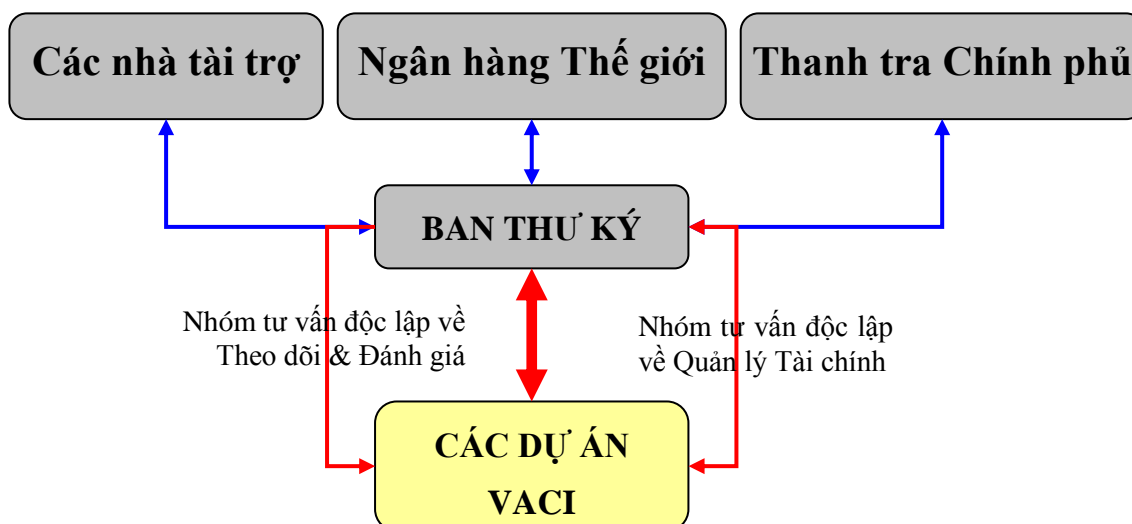 Các nhà tài trợ
Ngân hàng Thế giới
Thanh tra Chính phủ
BAN THƯ KÝ
Nhóm tư vấn độc lập về
Theo dõi & Đánh giá
Nhóm tư vấn độc lập
về Quản lý Tài chính
CÁC DỰ ÁN
VACI